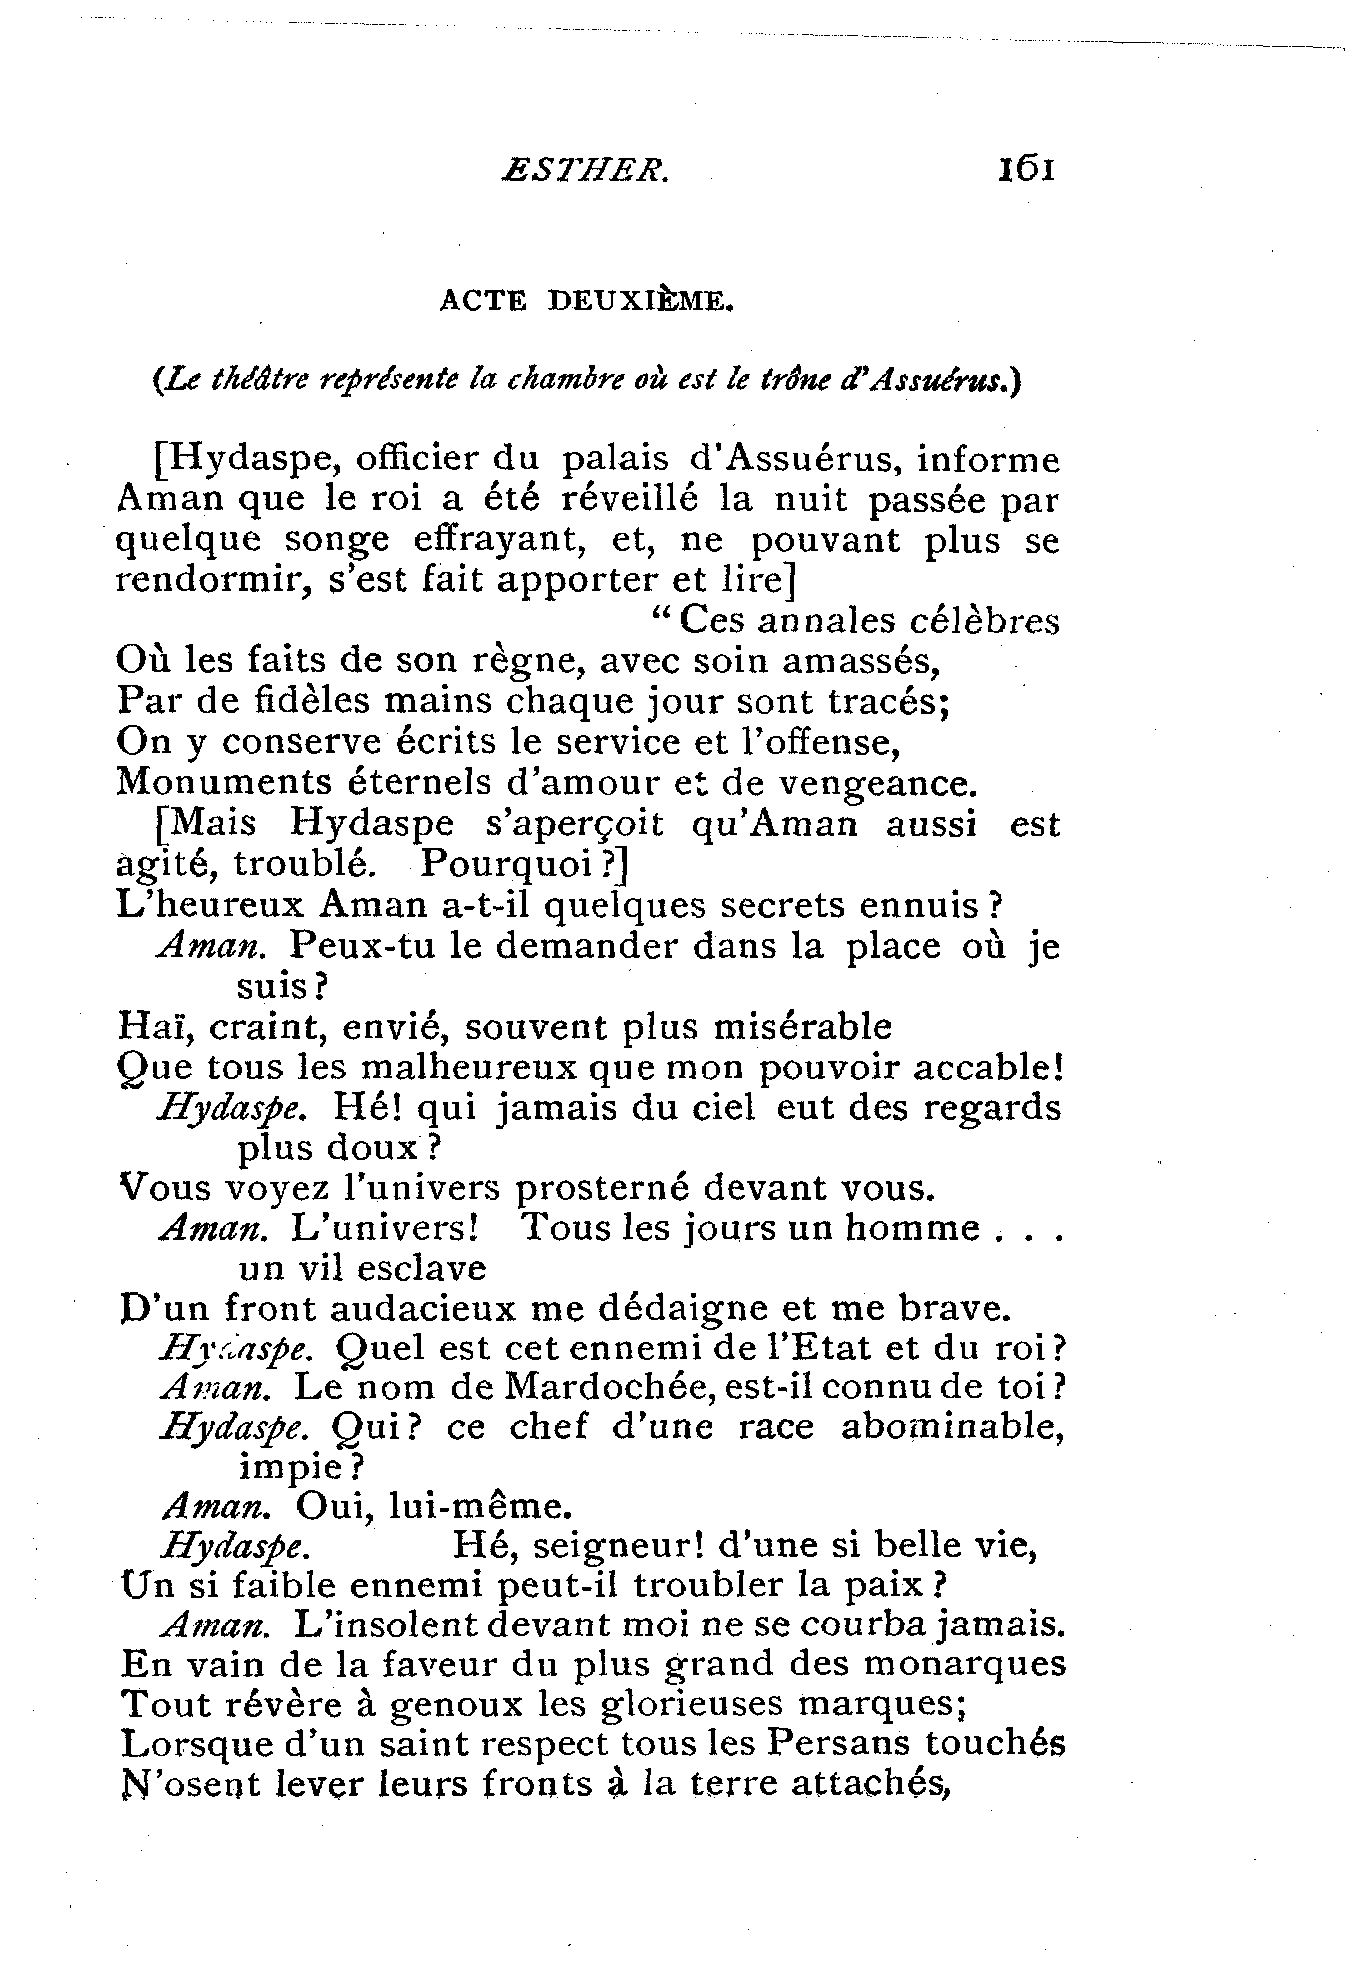 ESTHER. 161
ACTE DEUXIÈME.
(Le théâtre représente la chambre où est le trône d'Assuérus.)
[Hydaspe, officier du palais d'Assuérus, informe
Aman que le roi a été réveillé la nuit passée par
quelque songe effrayant, et, ne pouvant plus se
rendormir, s'est fait apporter et lire]
“Ces annales célèbres
Où les faits de son règne, avec soin amassés,
Par de fidèles mains chaque jour sont tracés;
On y conserve écrits le service et l'offense,
Monuments éternels d'amour et de vengeance.
[Mais Hydaspe s'aperçoit qu'Aman aussi est
agité, troublé. Pourquoi?]
L'heureux Aman a-t-il quelques secrets ennuis?
Aman. Peux-tu le demander dans la place où je
suis?
Haï, craint, envié, souvent plus misérable
Que tous les malheureux que mon pouvoir accable!
Hydaspe. Hé! qui jamais du ciel eut des regards
plus doux?
Vous voyez l'univers prosterné devant vous.
Aman. L'univers! Tous les jours un homme . . .
un vil esclave
D'un front audacieux me dédaigne et me brave.
Hydaspe. Quel est cet ennemi de l'Etat et du roi?
Aman. Le nom de Mardochée, est-il connu de toi?
Hydaspe. Qui? ce chef d'une race abominable,
impie?
Aman. Oui, lui-même.
Hydaspe. Hé, seigneur! d'une si belle vie,
Un si faible ennemi peut-il troubler la paix?
Aman. L'insolent devant moi ne se courba jamais.
En vain de la faveur du plus grand des monarques
Tout révère à genoux les glorieuses marques;
Lorsque d'un saint respect tous les Persans touchés
N'osent lever leurs fronts à la terre attachés,